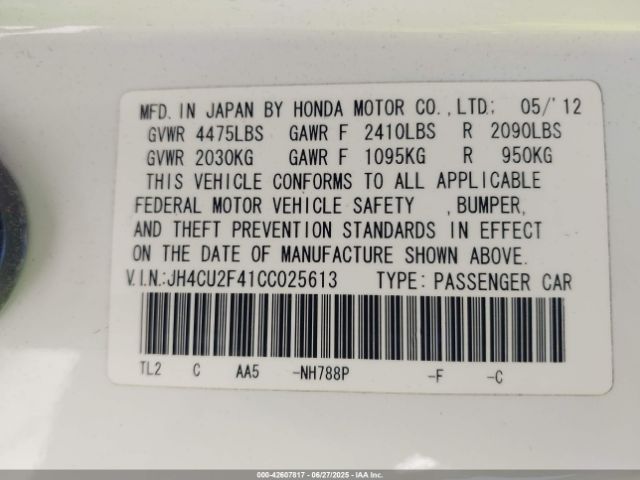 MFD. IN JAPAN BY HONDA MOTOR CO., LTD; 05/'12
GVWR 4475LBS GAWR F 2410LBS R 2090LBS
GVWR 2030KG GAWR F 1095KG R 950KG
THIS VEHICLE CONFORMS TO ALL APPLICABLE
FEDERAL MOTOR VEHICLE SAFETY , BUMPER,
AND THEFT PREVENTION STANDARDS IN EFFECT
ON THE DATE OF MANUFACTURE SHOWN ABOVE.
V.I.N.:JH4CU2F41CC025613 TYPE: PASSENGER CAR
TL2 C AA5 -NH788P -F -C
000-42607817 - 06/27/2025 - IAA, Inc.